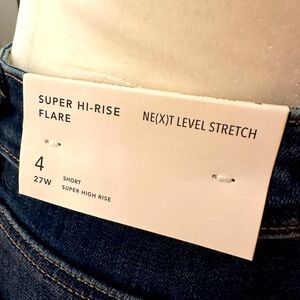 SUPER HI-RISE
FLARE
NE(X)T LEVEL STRETCH
4
27W
SHORT
SUPER HIGH RISE